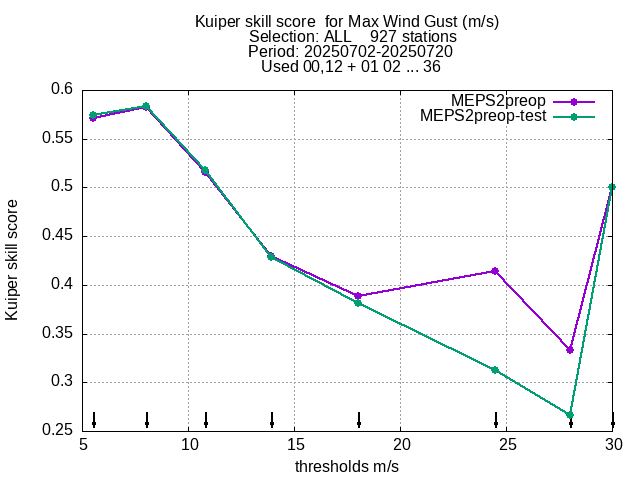 Kuiper skill score  for Max Wind Gust (m/s)
Selection: ALL    927 stations
Period: 20250702-20250720
Used 00,12 + 01 02 ... 36
MEPS2preop
MEPS2preop-test
0.6
0.55
0.5
0.45
0.4
0.35
0.3
0.25
Kuiper skill score
5 10 15 20 25 30
thresholds m/s